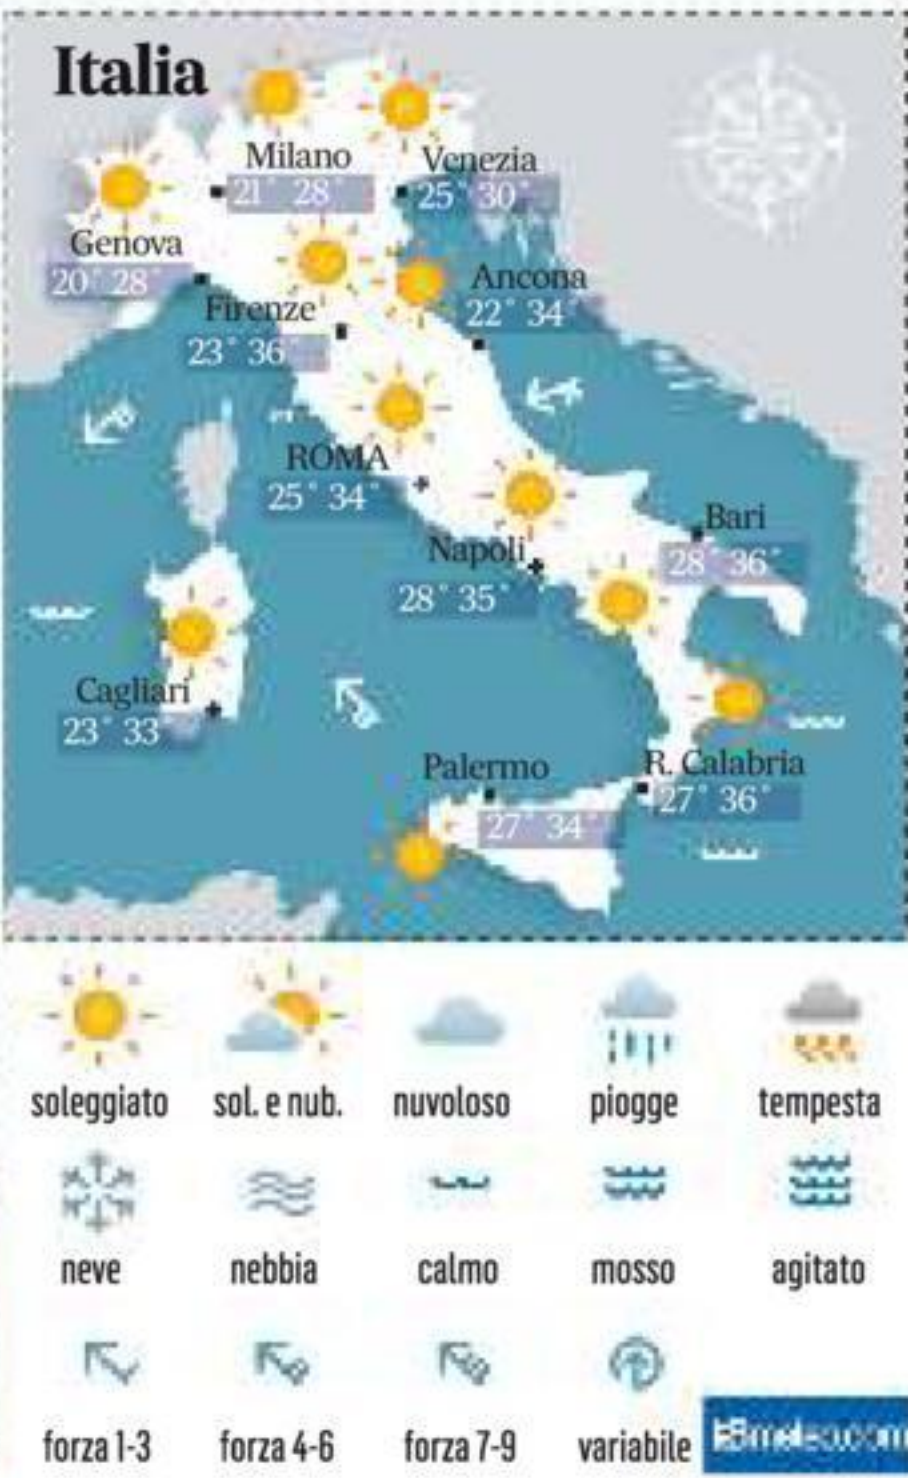 Italia
Milano
21° 28°
Venezia
25° 30°
Genova
20° 28°
Ancona
22° 34°
Firenze
23° 36°
ROMA
25° 34°
Bari
28° 36°
Napoli
28° 35°
Cagliari
23° 33°
Palermo
27° 34°
R. Calabria
27° 36°
soleggiato sol. e nub. nuvoloso piogge tempesta
neve nebbia calmo mosso agitato
forza 1-3 forza 4-6 forza 7-9 variabile